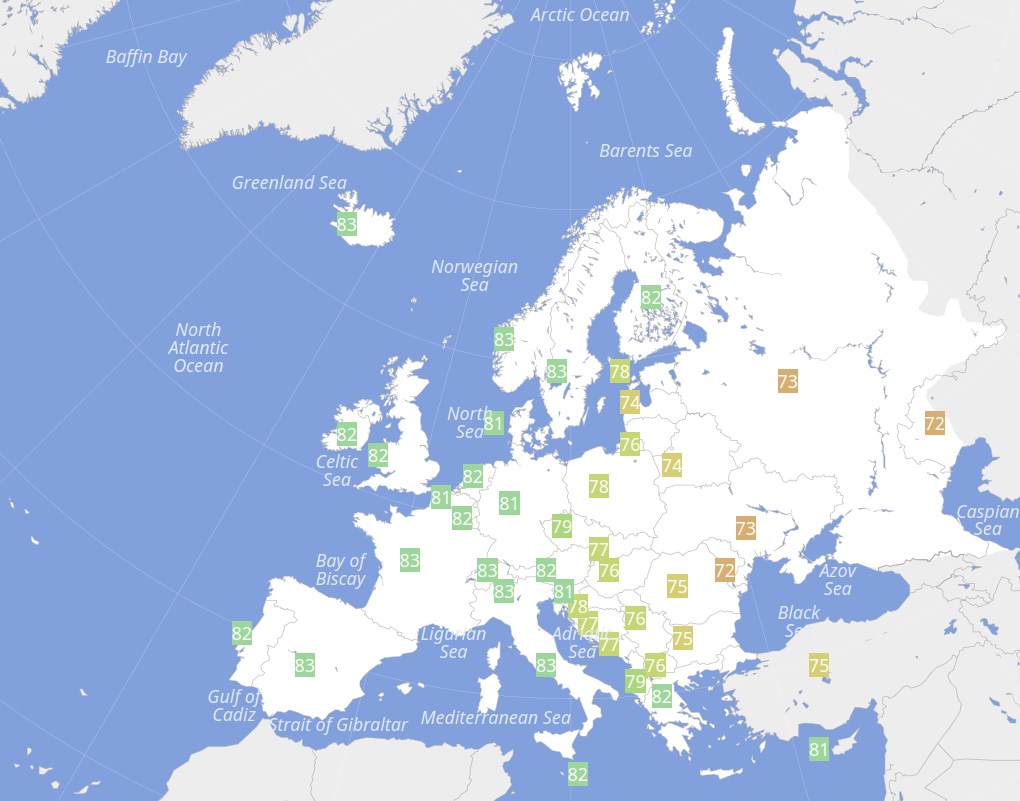 Arctic Ocean
Baffin Bay
Barents Sea
Greenland Sea
83
Norwegian
Sea
82
North
Atlantic
Ocean
83
83
78
73
74
North
Sea
81
72
82
82
76
74
Celtic
Sea
82
78
81
81
82
79
73
Caspian
Sea
77
83
Bay of
Biscay
83
82
76
72
Azov
Sea
75
83
81
78
Black
76
77
82
Ligurian
Sea
Sea
77
75
83
83
76
75
79
82
Gulf of
Cadiz
Strait of Gibraltar
Mediterranean Sea
81
82